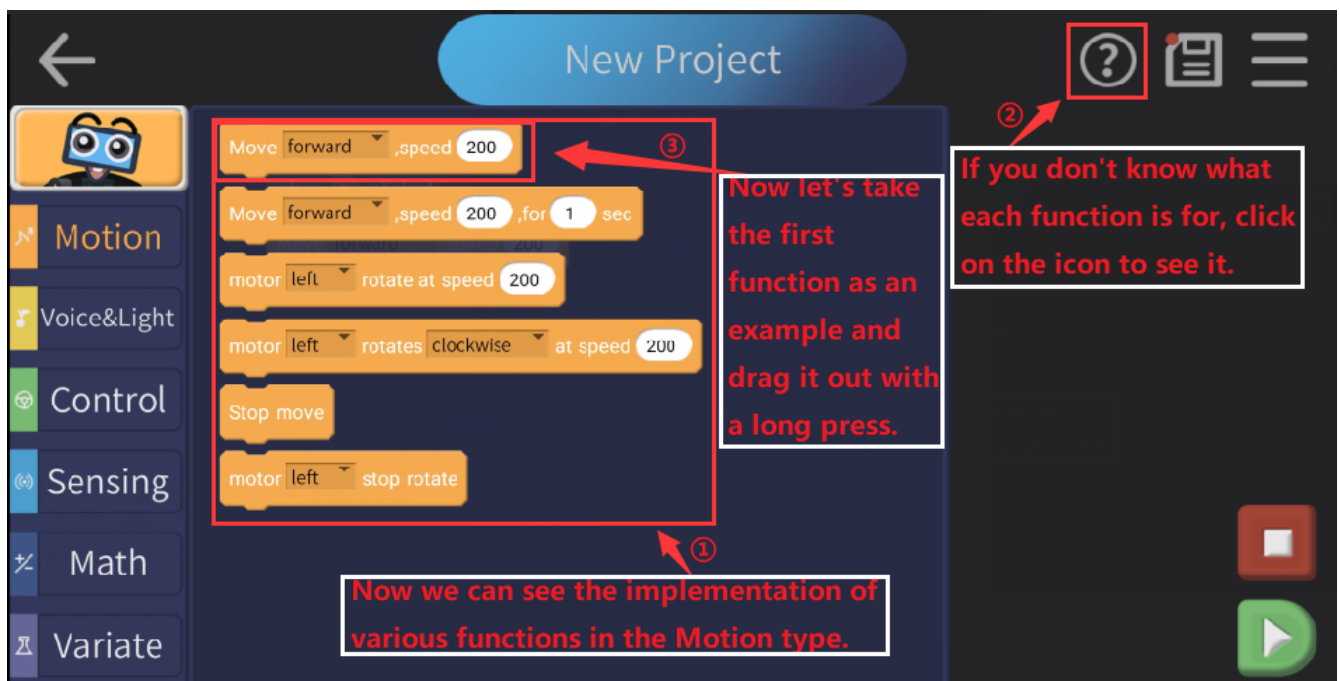 New Project
②
If you don't know what
each function is for, click
on the icon to see it.
Move forward ,speed 200
③
Now let's take
the first
function as an
example and
drag it out with
a long press.
Move forward ,speed 200 ,for 1 sec
motor left rotate at speed 200
motor left rotates clockwise at speed 200
Stop move
motor left stop rotate
①
Now we can see the implementation of
various functions in the Motion type.
Motion
Voice&Light
Control
Sensing
Math
Variate